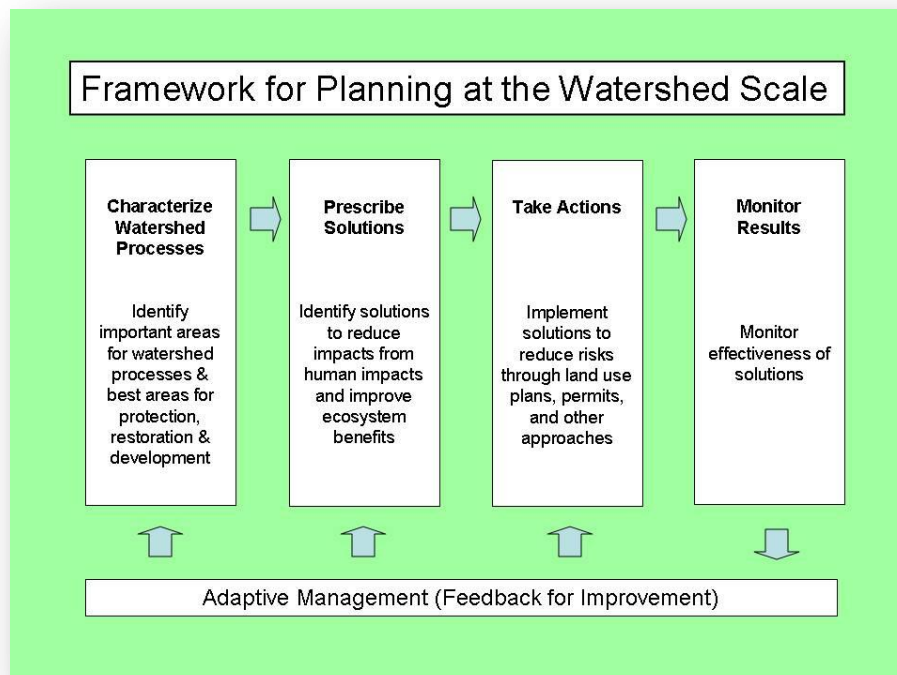 Framework for Planning at the Watershed Scale
Characterize
Watershed
Processes
Identify
important areas
for watershed
processes &
best areas for
protection,
restoration &
development
Prescribe
Solutions
Identify solutions
to reduce
impacts from
human impacts
and improve
ecosystem
benefits
Take Actions
Implement
solutions to
reduce risks
through land use
plans, permits,
and other
approaches
Monitor
Results
Monitor
effectiveness of
solutions
Adaptive Management (Feedback for Improvement)